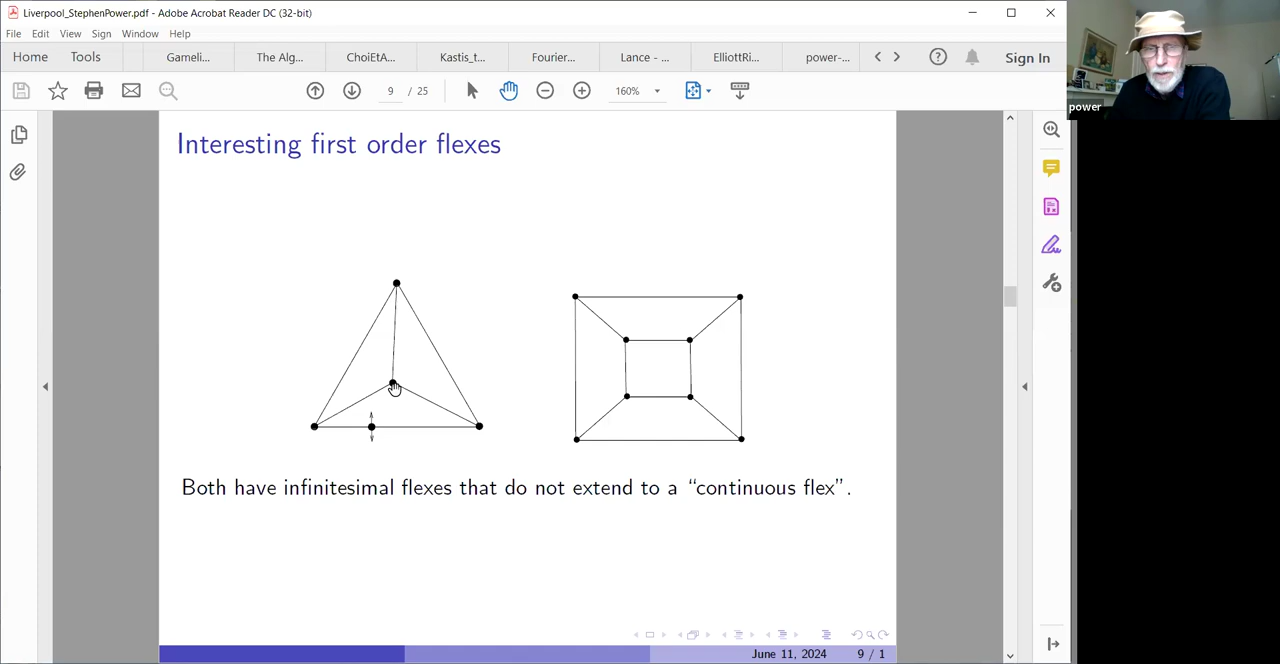 Liverpool_StephenPower.pdf - Adobe Acrobat Reader DC (32-bit)
File Edit View Sign Window Help
Home Tools Gameli... The Alg... ChoiEtA... Kastis_t... Fourier... Lance - ... ElliottRi... power-... Sign In
/ 25 160%
power
Interesting first order flexes
Both have infinitesimal flexes that do not extend to a “continuous flex”.
June 11, 2024 9 / 1